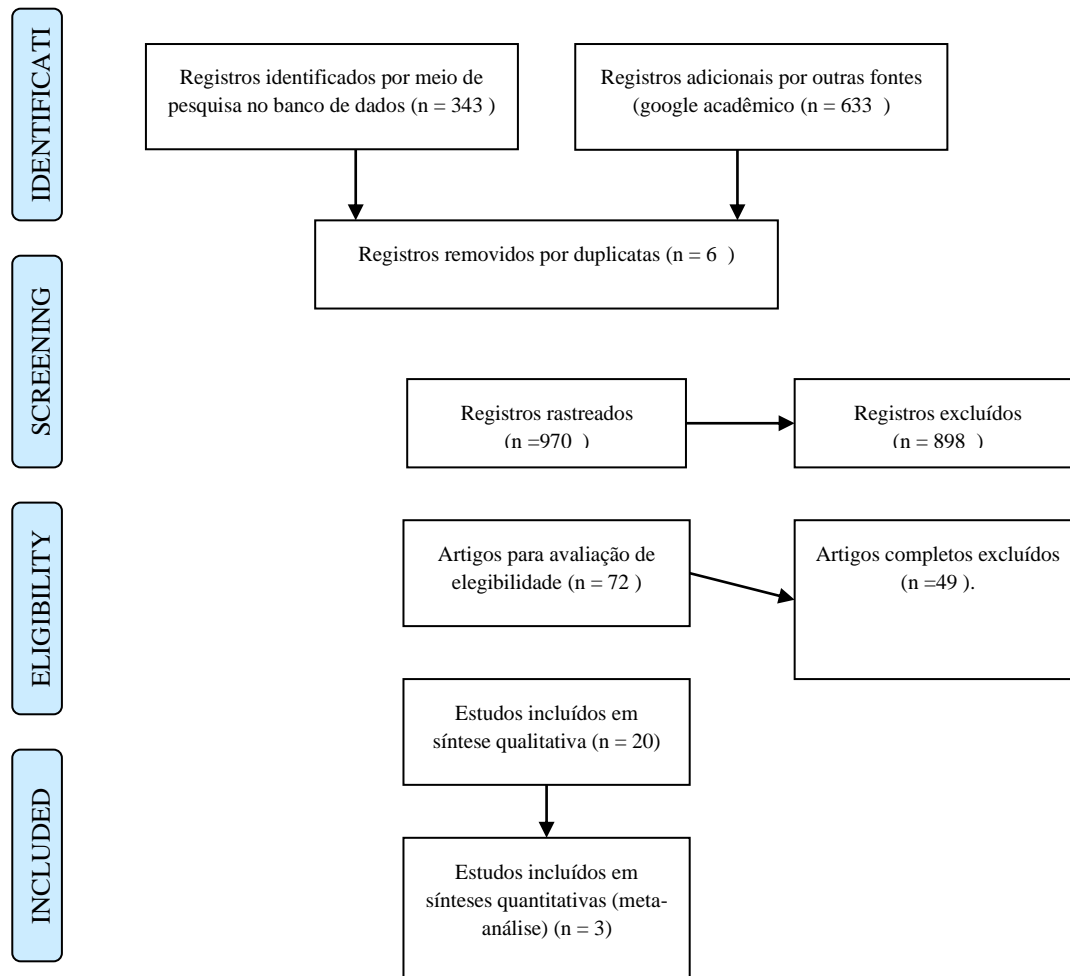 IDENTIFICATI
Registros identificados por meio de
pesquisa no banco de dados (n = 343 )
Registros adicionais por outras fontes
(google acadêmico (n = 633  )
Registros removidos por duplicatas (n = 6  )
SCREENING
Registros rastreados
(n =970  )
Registros excluídos
(n = 898  )
ELIGIBILITY
Artigos para avaliação de
elegibilidade (n = 72 )
Artigos completos excluídos
(n =49 ).
Estudos incluídos em
síntese qualitativa (n = 20)
INCLUDED
Estudos incluídos em
sínteses quantitativas (meta-
análise) (n = 3)